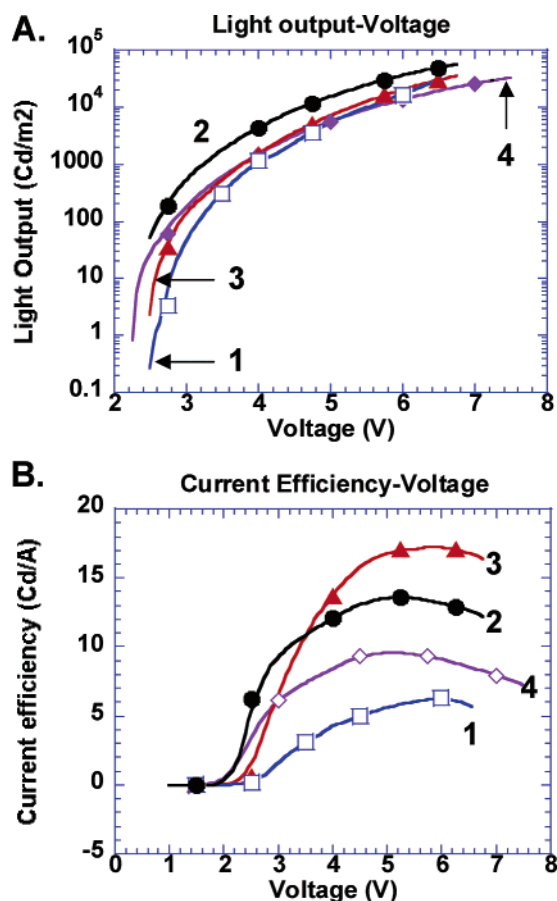 A.
Light output-Voltage
Light Output (Cd/m2)
10^5
10^4
1000
100
10
1
0.1
2
4
3
1
2 3 4 5 6 7 8
Voltage (V)
B.
Current Efficiency-Voltage
Current efficiency (Cd/A)
20
15
10
5
0
-5
3
2
4
1
0 1 2 3 4 5 6 7 8
Voltage (V)